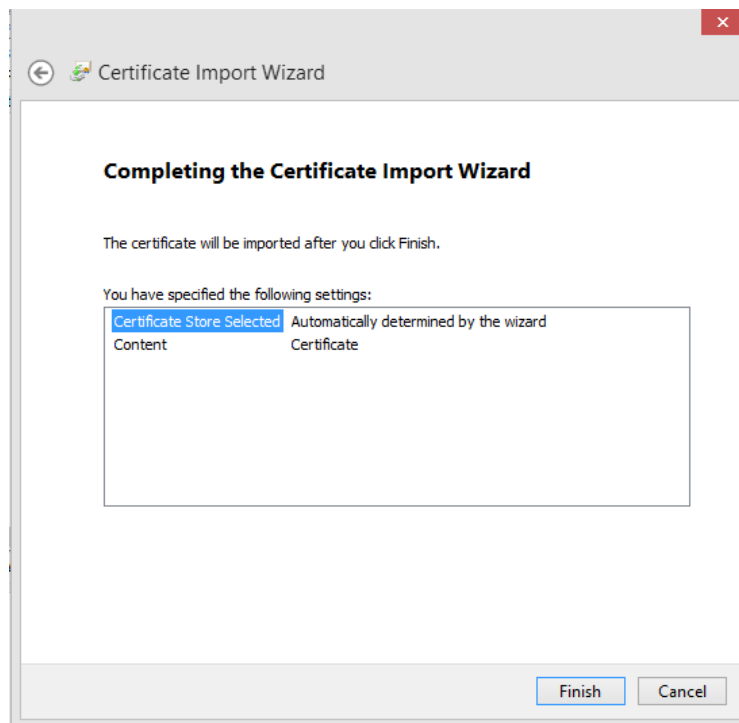 Certificate Import Wizard
Completing the Certificate Import Wizard
The certificate will be imported after you click Finish.
You have specified the following settings:
Certificate Store Selected Automatically determined by the wizard
Content Certificate
Finish Cancel